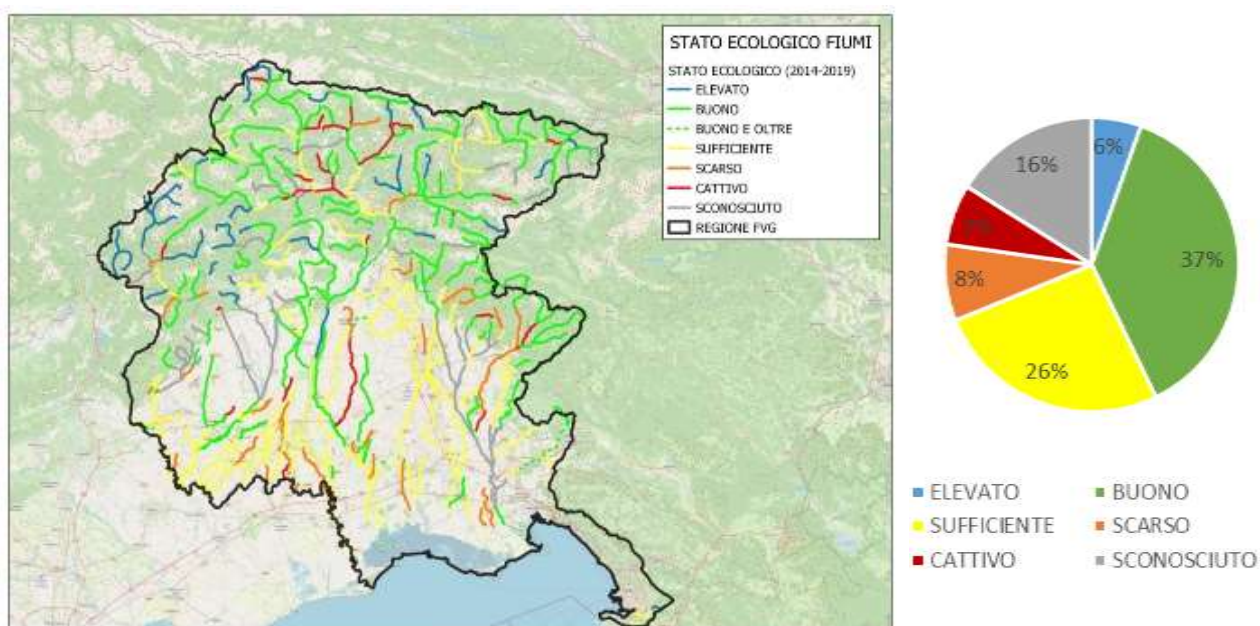 STATO ECOLOGICO FIUMI
STATO ECOLOGICO (2014-2019)
ELEVATO
BUONO
BUONO E OLTRE
SUFFICIENTE
SCARSO
CATTIVO
SCONOSCIUTO
REGIONE FVG
6%
37%
26%
8%
7%
16%
ELEVATO
BUONO
SUFFICIENTE
SCARSO
CATTIVO
SCONOSCIUTO